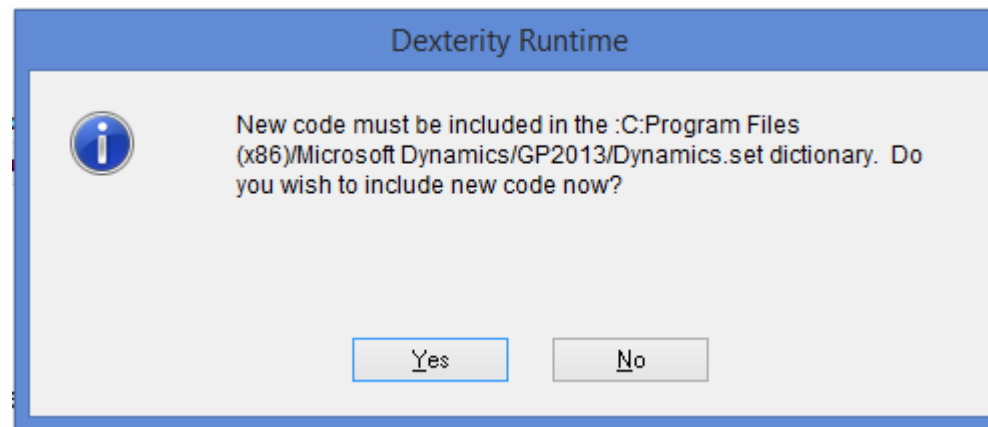 Dexterity Runtime
New code must be included in the :C:Program Files
(x86)/Microsoft Dynamics/GP2013/Dynamics.set dictionary.  Do
you wish to include new code now?
Yes
No